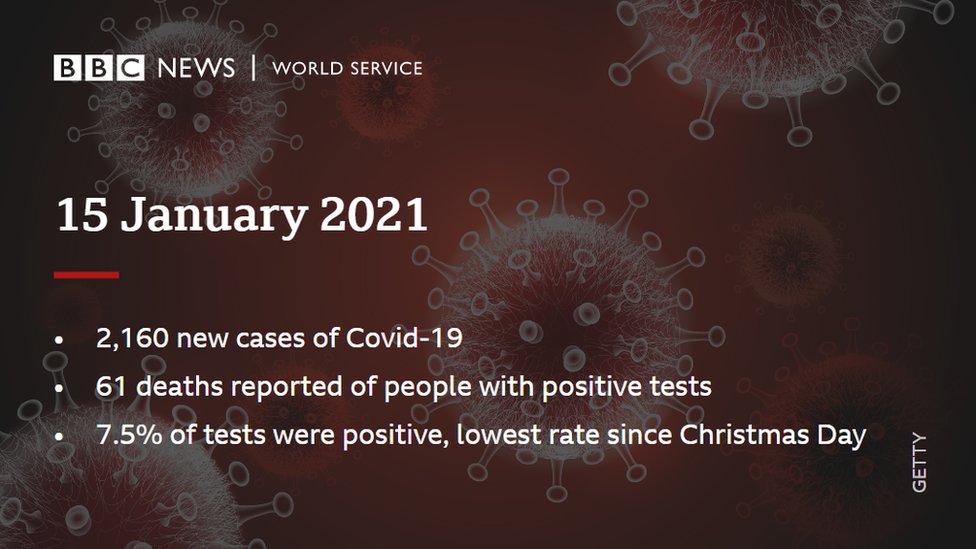 BBC NEWS | WORLD SERVICE
15 January 2021
• 2,160 new cases of Covid-19
• 61 deaths reported of people with positive tests
• 7.5% of tests were positive, lowest rate since Christmas Day
GETTY